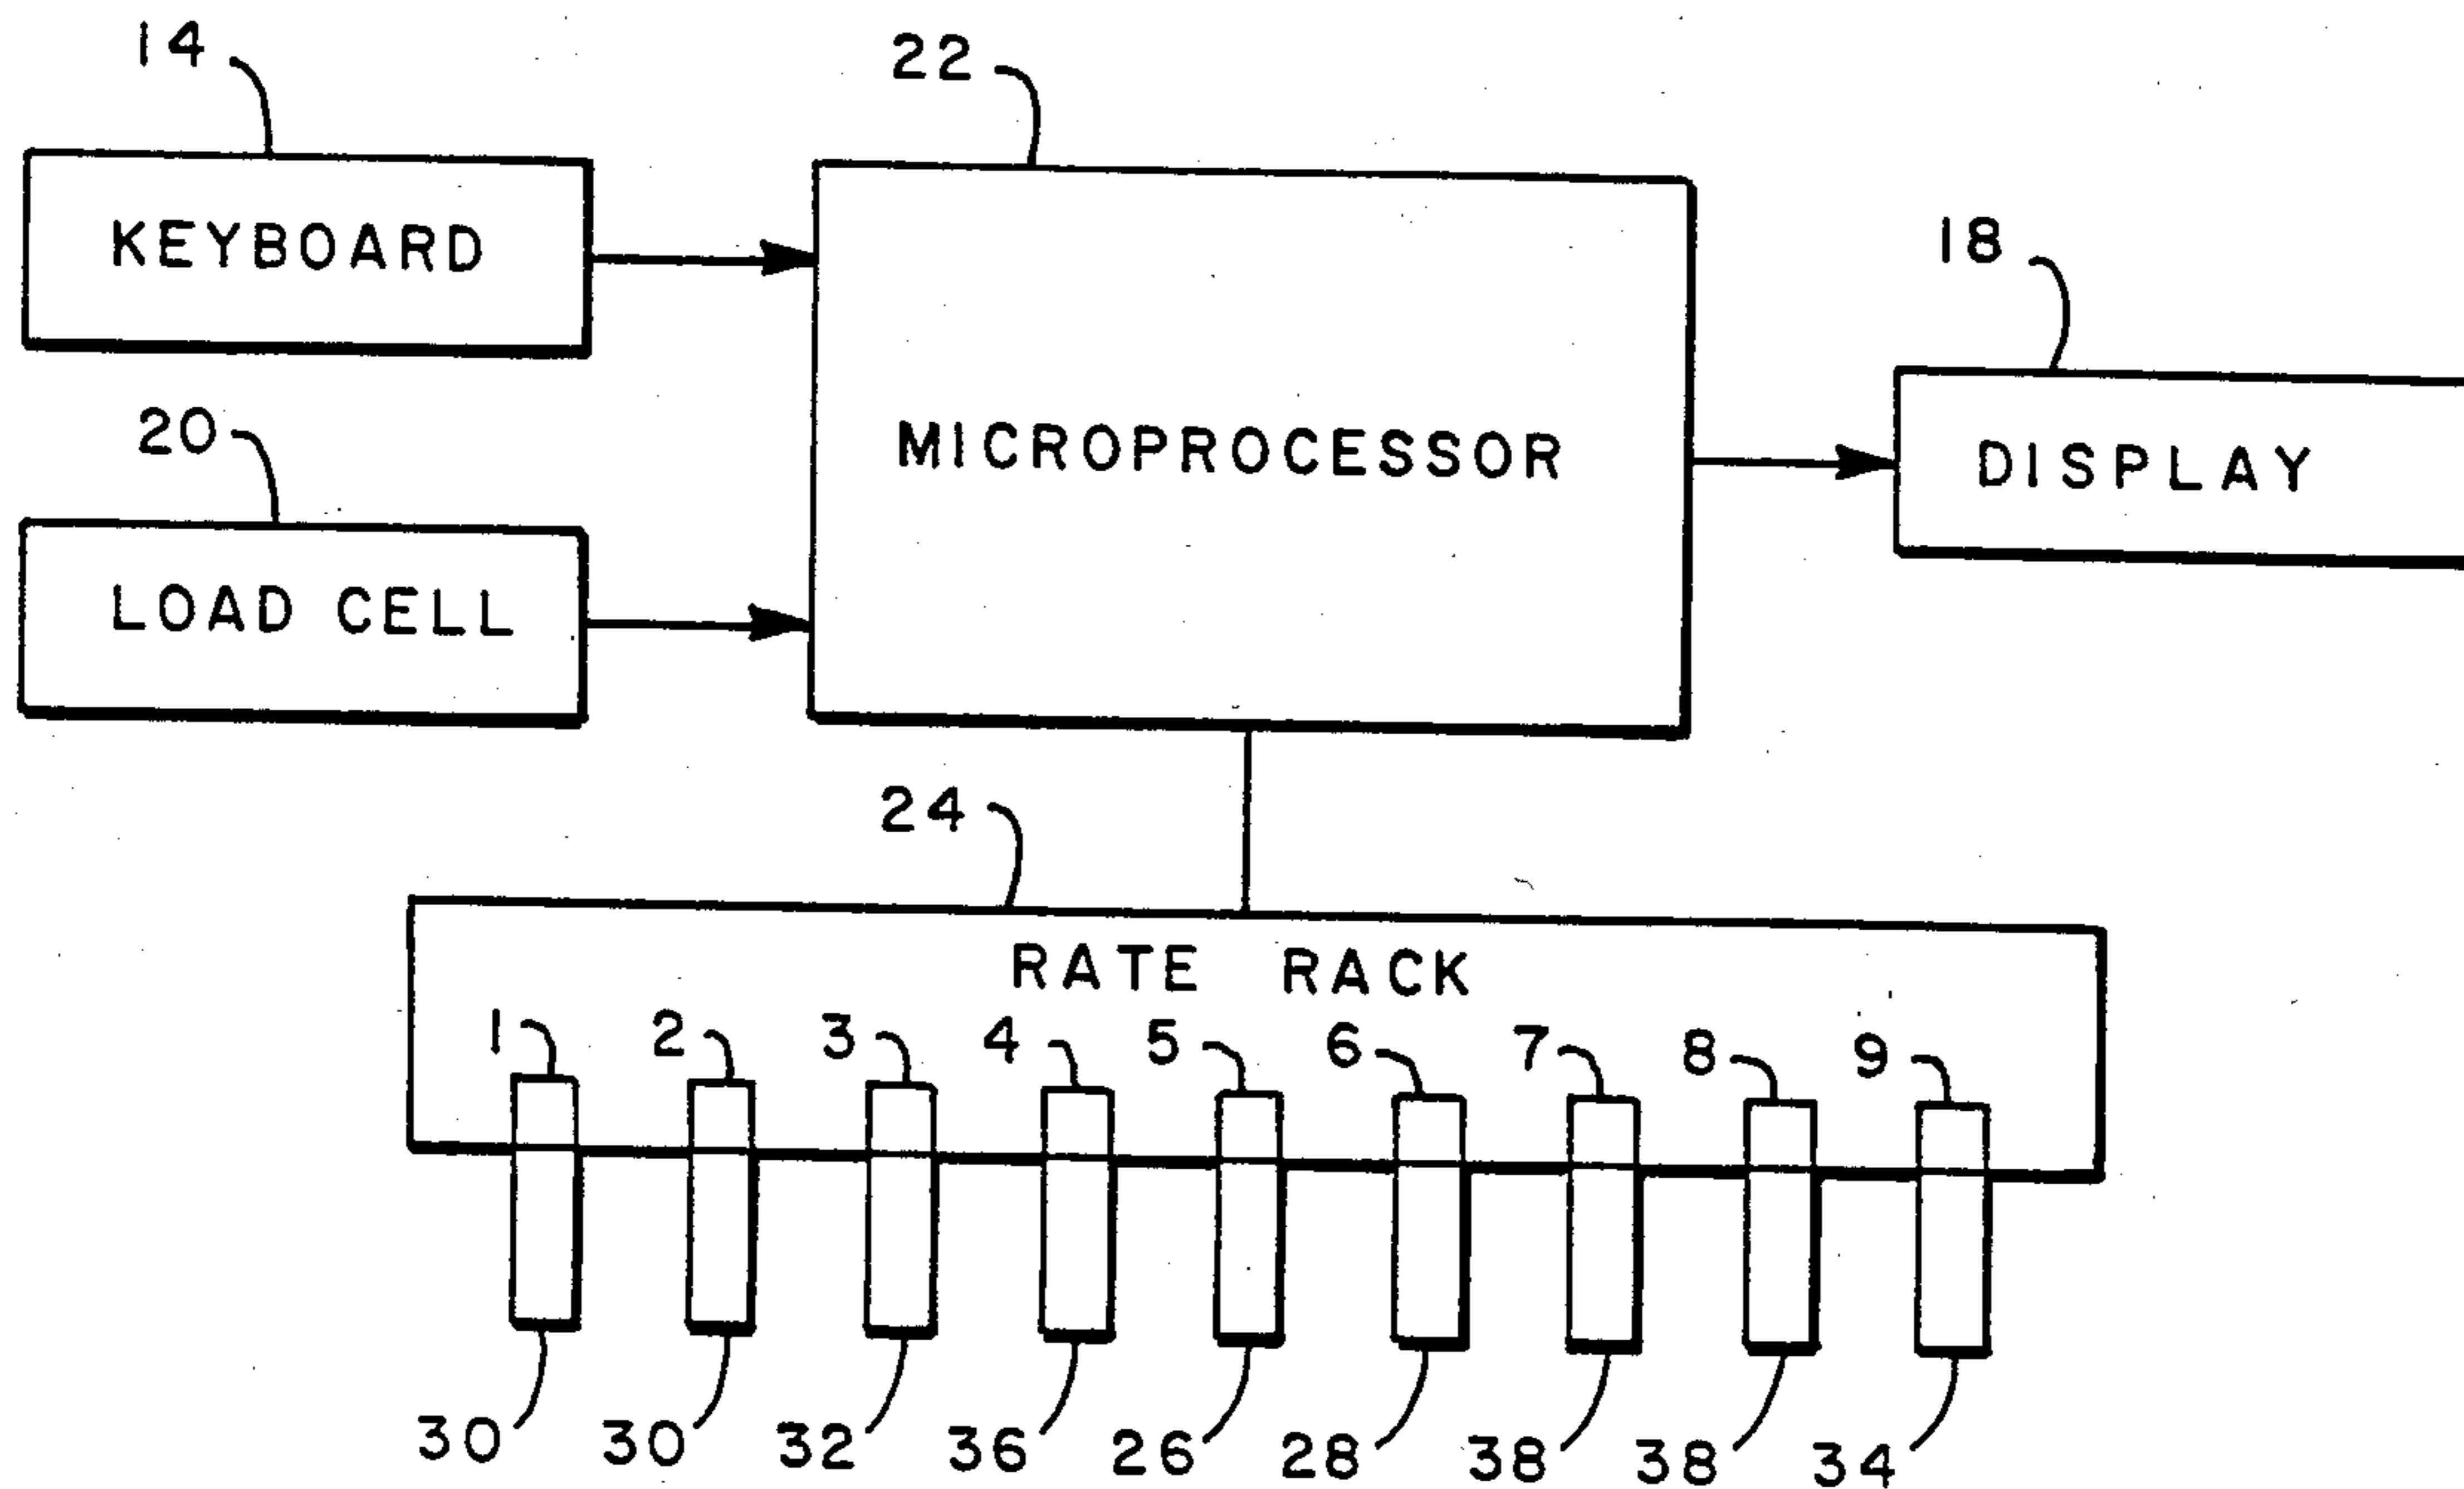 14
22
KEYBOARD
18
20
MICROPROCESSOR
DISPLAY
LOAD CELL
24
RATE RACK
1 2 3 4 5 6 7 8 9
30 30 32 36 26 28 38 38 34